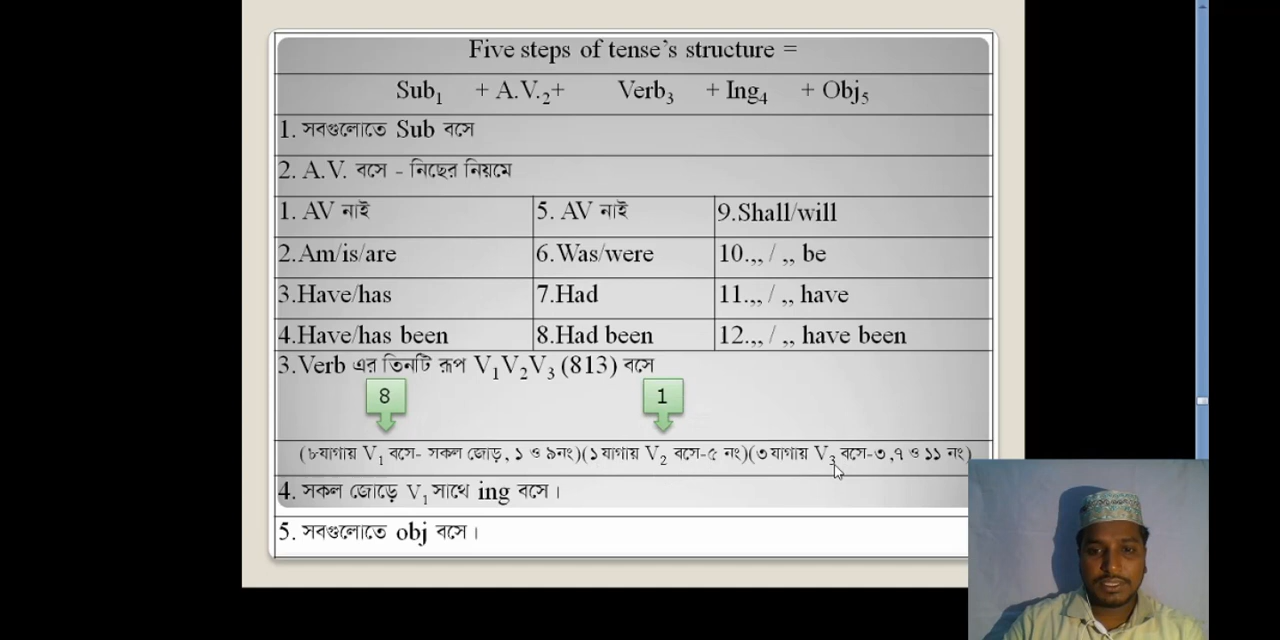 Five steps of tense’s structure =
Sub1 + A.V.2+ Verb3 + Ing4 + Obj5
1. সবগুলোতে Sub বসে
2. A.V. বসে - নিছের নিয়মে
1. AV নাই 5. AV নাই 9.Shall/will
2.Am/is/are 6.Was/were 10.,, / ,, be
3.Have/has 7.Had 11.,, / ,, have
4.Have/has been 8.Had been 12.,, / ,, have been
3.Verb এর তিনটি রূপ V1V2V3 (813) বসে
8 1
(৮যাগায় V1 বসে- সকল জোড়, ১ ও ৯নং)(১যাগায় V2 বসে-৫ নং)(৩যাগায় V3 বসে-৩,৭ ও ১১ নং)
4. সকল জোড়ে V1 সাথে ing বসে।
5. সবগুলোতে obj বসে।